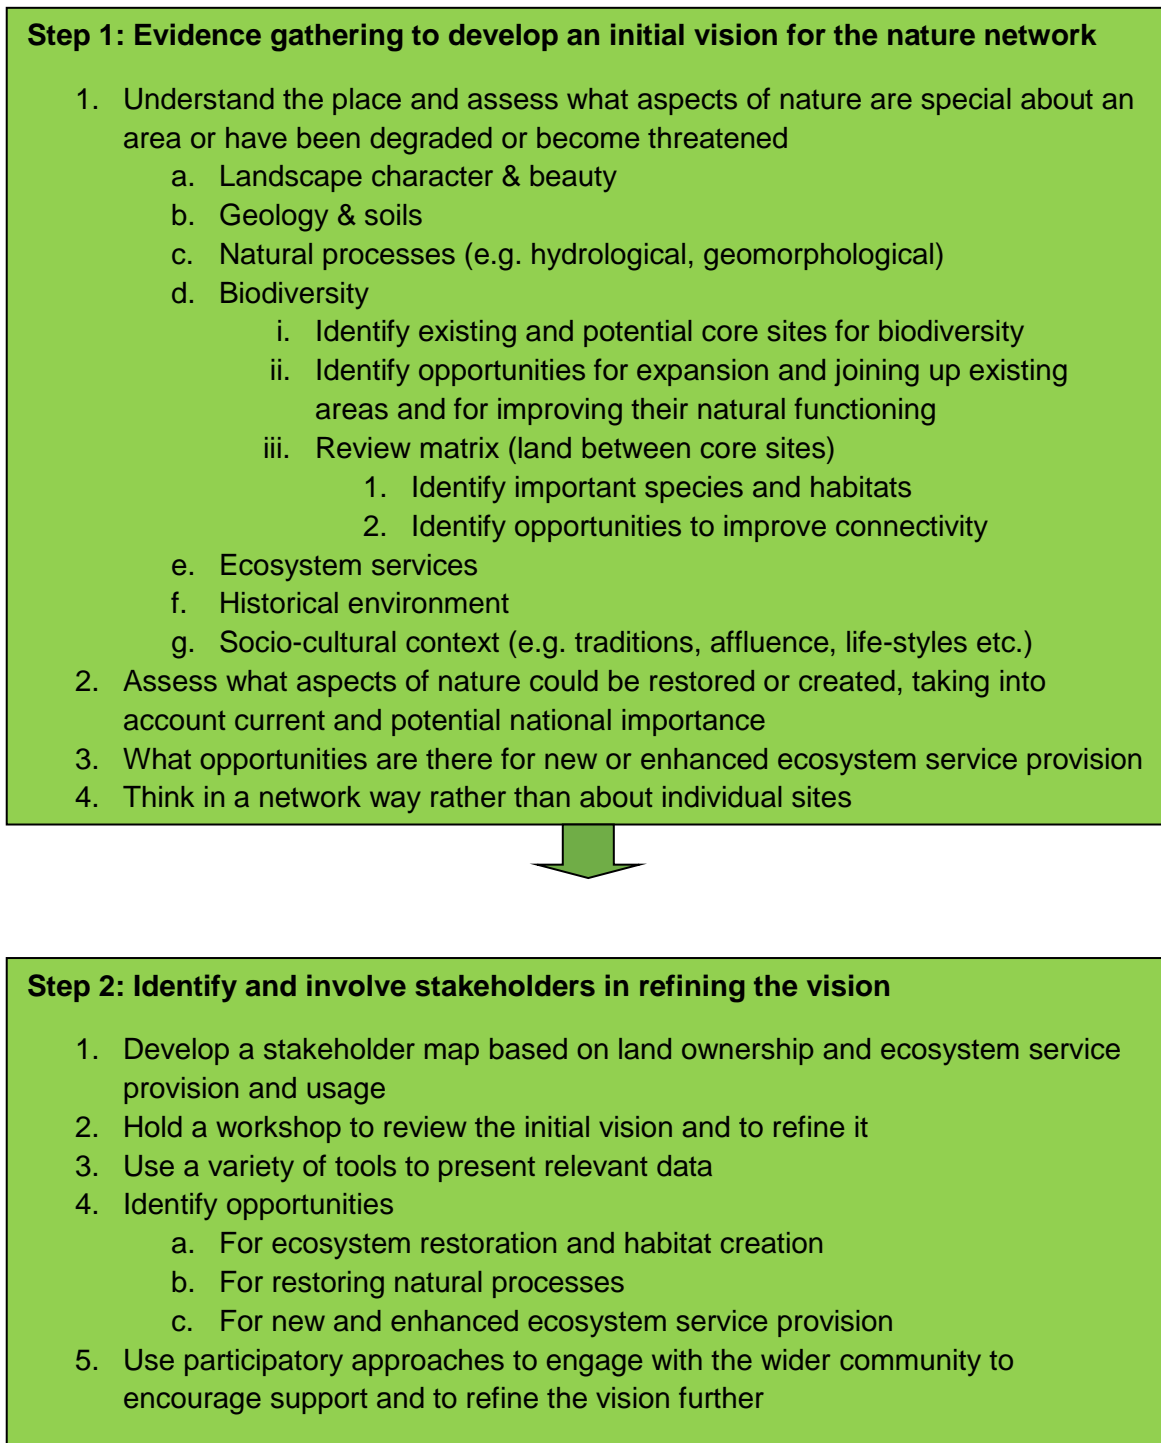 Step 1: Evidence gathering to develop an initial vision for the nature network
1. Understand the place and assess what aspects of nature are special about an
area or have been degraded or become threatened
a. Landscape character & beauty
b. Geology & soils
c. Natural processes (e.g. hydrological, geomorphological)
d. Biodiversity
i. Identify existing and potential core sites for biodiversity
ii. Identify opportunities for expansion and joining up existing
areas and for improving their natural functioning
iii. Review matrix (land between core sites)
1. Identify important species and habitats
2. Identify opportunities to improve connectivity
e. Ecosystem services
f. Historical environment
g. Socio-cultural context (e.g. traditions, affluence, life-styles etc.)
2. Assess what aspects of nature could be restored or created, taking into
account current and potential national importance
3. What opportunities are there for new or enhanced ecosystem service provision
4. Think in a network way rather than about individual sites
Step 2: Identify and involve stakeholders in refining the vision
1. Develop a stakeholder map based on land ownership and ecosystem service
provision and usage
2. Hold a workshop to review the initial vision and to refine it
3. Use a variety of tools to present relevant data
4. Identify opportunities
a. For ecosystem restoration and habitat creation
b. For restoring natural processes
c. For new and enhanced ecosystem service provision
5. Use participatory approaches to engage with the wider community to
encourage support and to refine the vision further